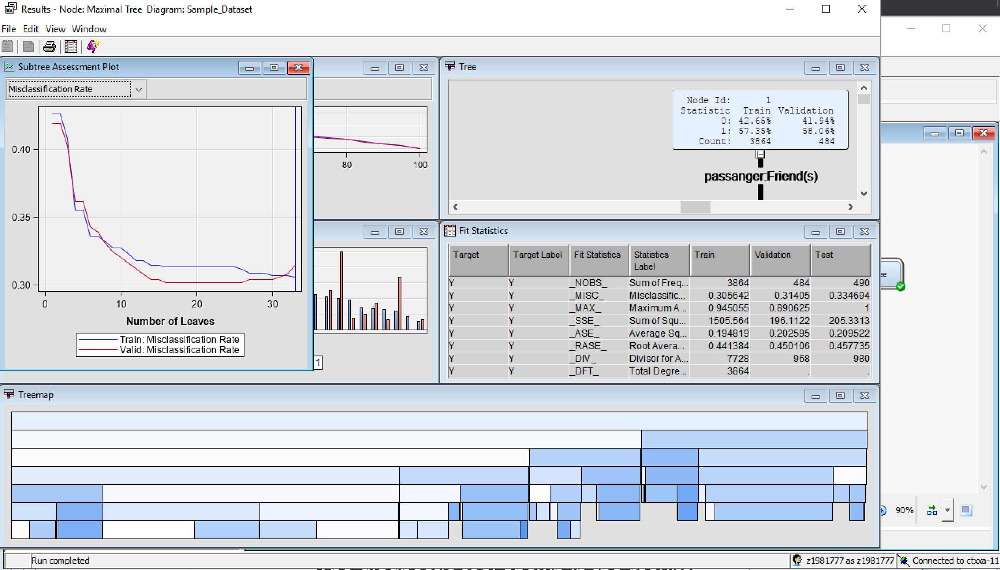 Results - Node: Maximal Tree Diagram: Sample_Dataset
File Edit View Window
Subtree Assessment Plot
Misclassification Rate
0.40
0.35
0.30
0 10 20 30
Number of Leaves
Train: Misclassification Rate
Valid: Misclassification Rate
80 100
1
Tree
Node Id: 1
Statistic Train Validation
0: 42.65% 41.94%
1: 57.35% 58.06%
Count: 3864 484
passanger:Friend(s)
Fit Statistics
Target Target Label Fit Statistics Statistics Label Train Validation Test
Y Y _NOBS_ Sum of Freq... 3864 484 490
Y Y _MISC_ Misclassific... 0.305642 0.31405 0.334694
Y Y _MAX_ Maximum A... 0.945055 0.890625 1
Y Y _SSE_ Sum of Squ... 1505.564 196.1122 205.3313
Y Y _ASE_ Average Sq... 0.194819 0.202595 0.209522
Y Y _RASE_ Root Avera... 0.441384 0.450106 0.457735
Y Y _DIV_ Divisor for A... 7728 968 980
Y Y _DFT_ Total Degre... 3864 . .
Treemap
90%
Run completed
z1981777 as z1981777
Connected to ctxxa-11